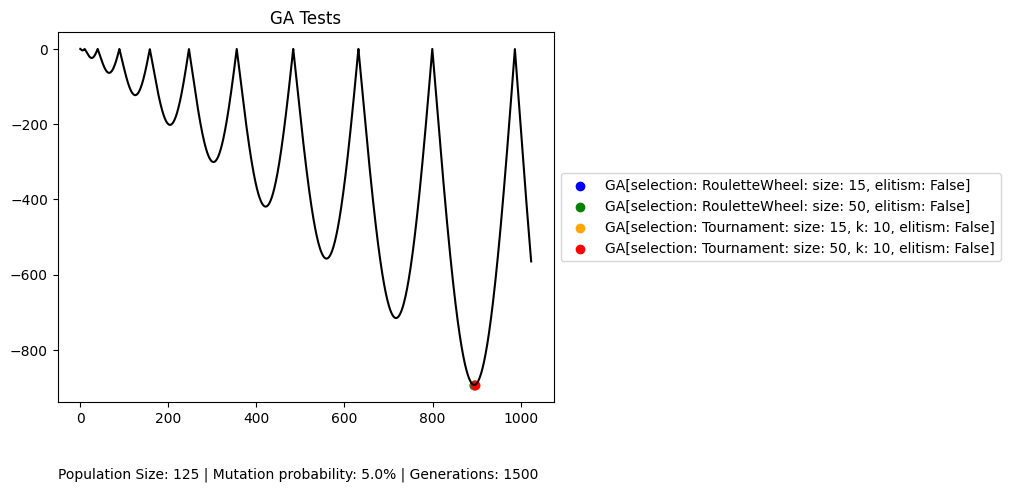 GA Tests
0
−200
−400
−600
−800
0
200
400
600
800
1000
GA[selection: RouletteWheel: size: 15, elitism: False]
GA[selection: RouletteWheel: size: 50, elitism: False]
GA[selection: Tournament: size: 15, k: 10, elitism: False]
GA[selection: Tournament: size: 50, k: 10, elitism: False]
Population Size: 125 | Mutation probability: 5.0% | Generations: 1500